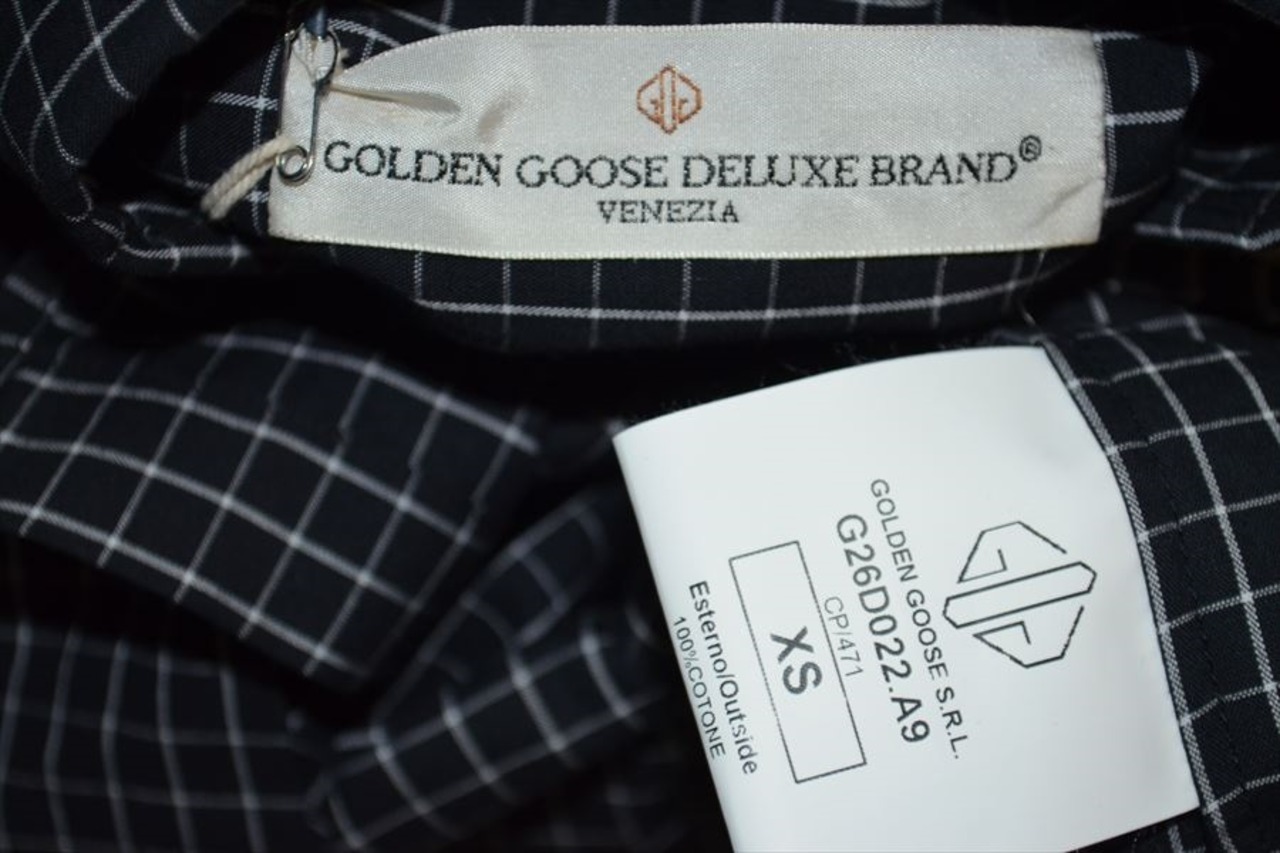 GOLDEN GOOSE DELUXE BRAND®
VENEZIA
GOLDEN GOOSE S.R.L.
G26D022.A9
CP/471
XS
Esterno/Outside
100%COTONE